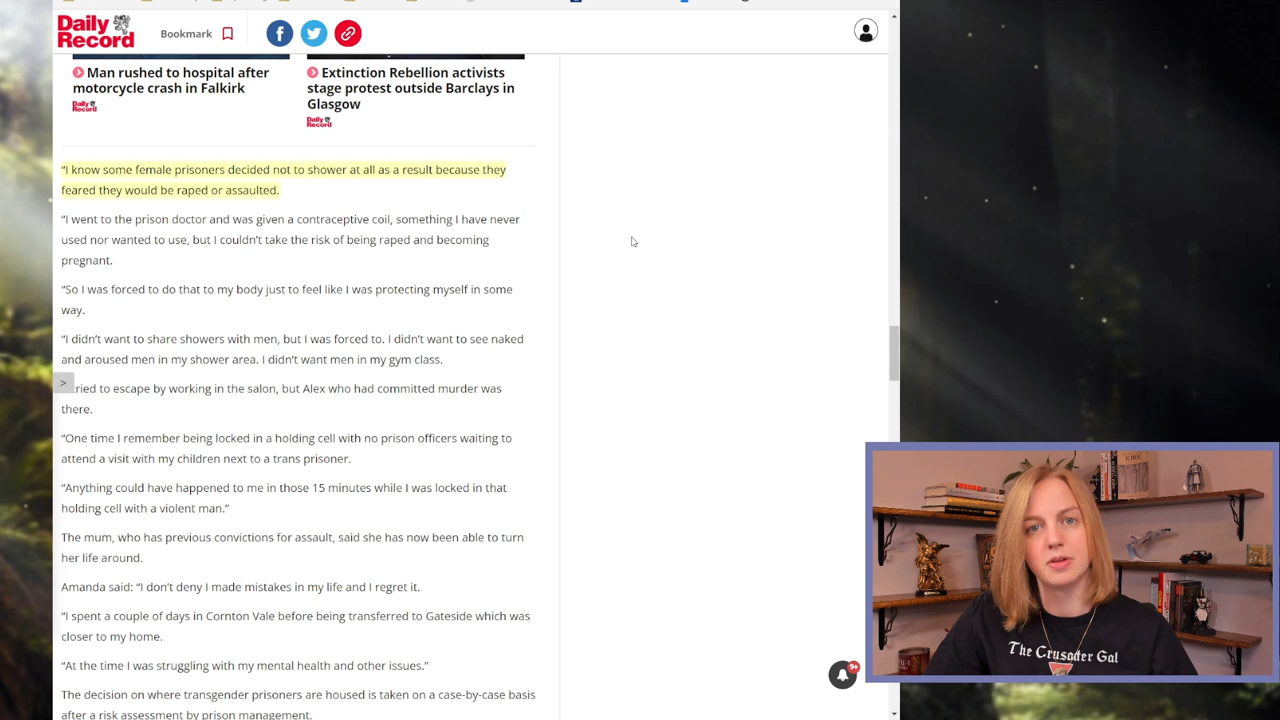 Daily
Record
Bookmark
Man rushed to hospital after
motorcycle crash in Falkirk
Daily
Record
Extinction Rebellion activists
stage protest outside Barclays in
Glasgow
Daily
Record
“I know some female prisoners decided not to shower at all as a result because they
feared they would be raped or assaulted.
“I went to the prison doctor and was given a contraceptive coil, something I have never
used nor wanted to use, but I couldn’t take the risk of being raped and becoming
pregnant.
“So I was forced to do that to my body just to feel like I was protecting myself in some
way.
“I didn’t want to share showers with men, but I was forced to. I didn’t want to see naked
and aroused men in my shower area. I didn’t want men in my gym class.
>
ried to escape by working in the salon, but Alex who had committed murder was
there.
“One time I remember being locked in a holding cell with no prison officers waiting to
attend a visit with my children next to a trans prisoner.
“Anything could have happened to me in those 15 minutes while I was locked in that
holding cell with a violent man.”
The mum, who has previous convictions for assault, said she has now been able to turn
her life around.
Amanda said: “I don’t deny I made mistakes in my life and I regret it.
“I spent a couple of days in Cornton Vale before being transferred to Gateside which was
closer to my home.
“At the time I was struggling with my mental health and other issues.”
The decision on where transgender prisoners are housed is taken on a case-by-case basis
after a risk assessment by prison management.
9+
KIRK
The Crusader Gal